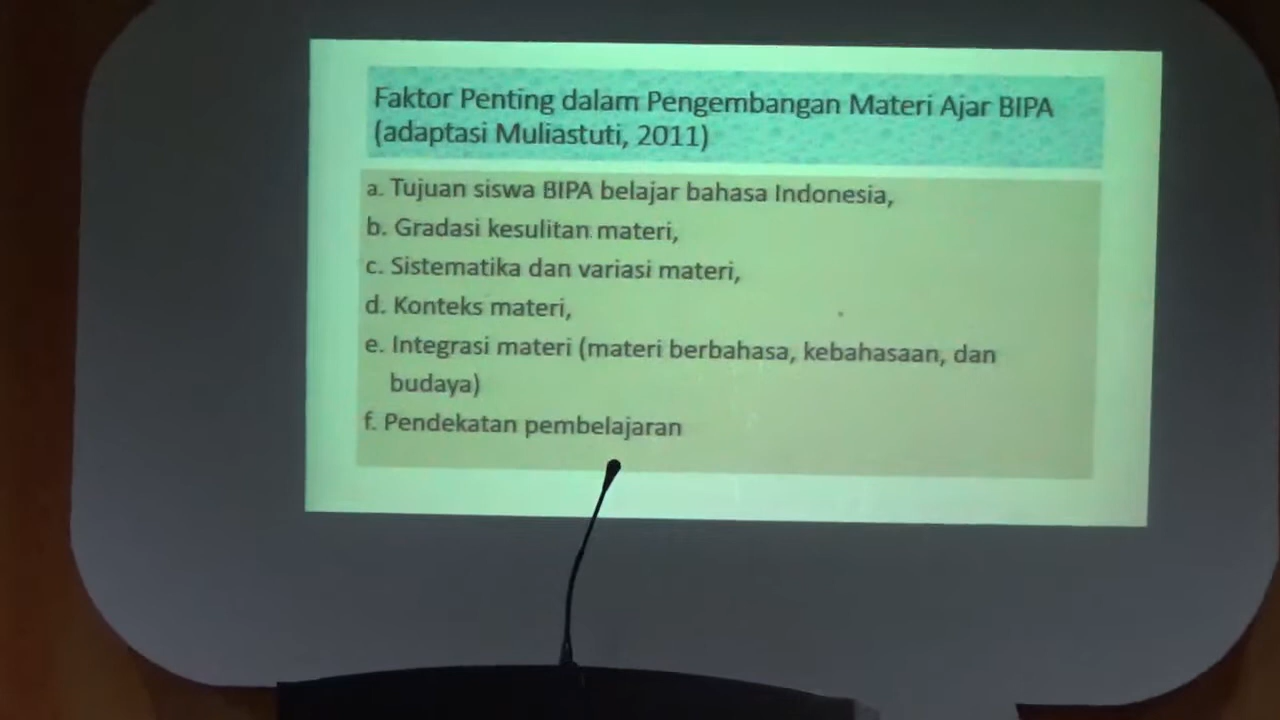 Faktor Penting dalam Pengembangan Materi Ajar BIPA
(adaptasi Muliastuti, 2011)
a. Tujuan siswa BIPA belajar bahasa Indonesia,
b. Gradasi kesulitan materi,
c. Sistematika dan variasi materi,
d. Konteks materi,
e. Integrasi materi (materi berbahasa, kebahasaan, dan
budaya)
f. Pendekatan pembelajaran